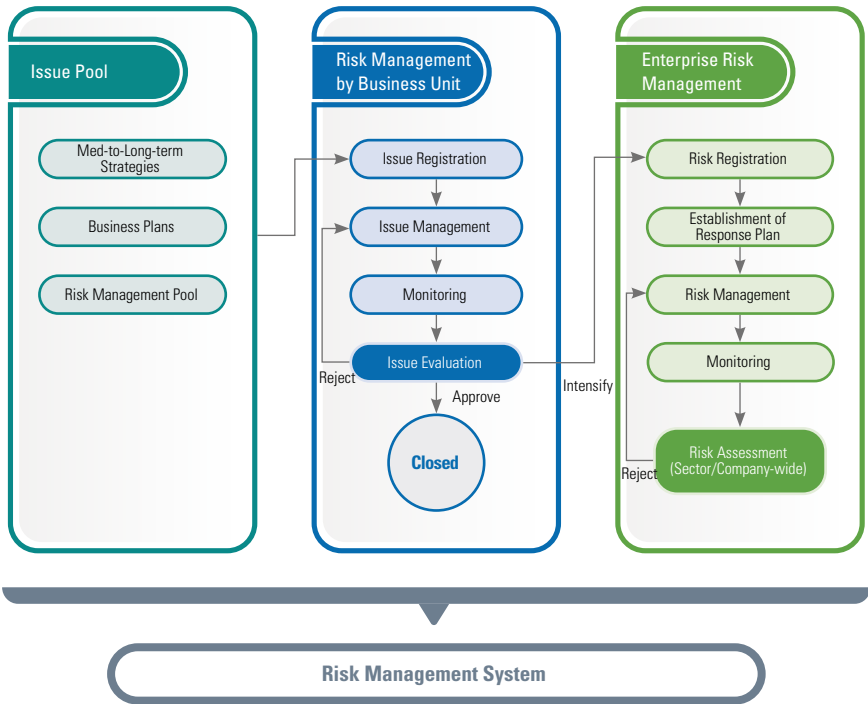 Issue Pool
Med-to-Long-term
Strategies
Business Plans
Risk Management Pool
Risk Management
by Business Unit
Issue Registration
Issue Management
Monitoring
Issue Evaluation
Reject
Approve
Closed
Intensify
Enterprise Risk
Management
Risk Registration
Establishment of
Response Plan
Risk Management
Monitoring
Risk Assessment
(Sector/Company-wide)
Reject
Risk Management System